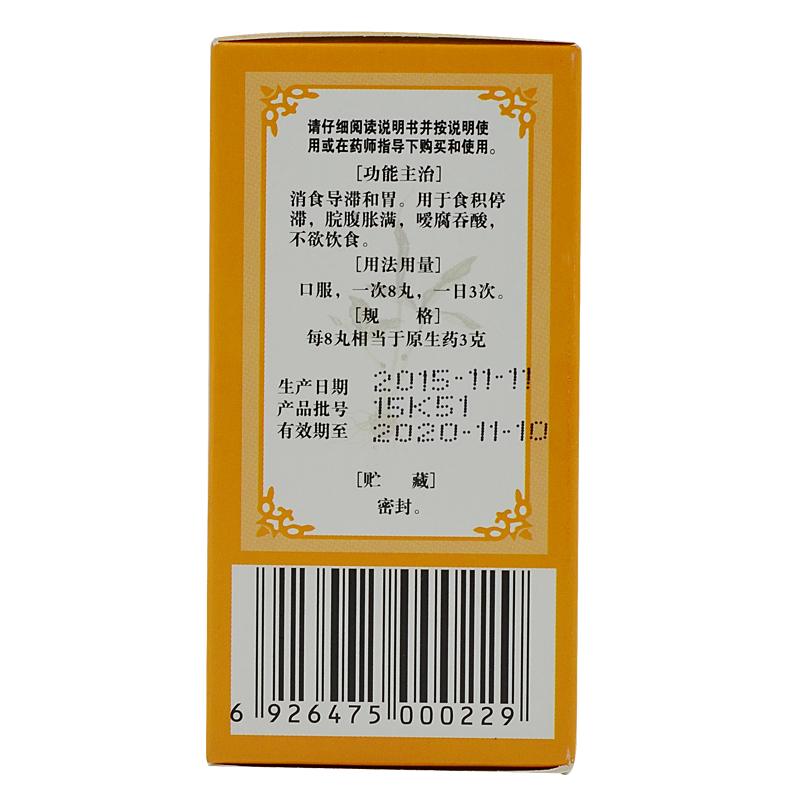 请仔细阅读说明书并按说明使
用或在药师指导下购买和使用。
[功能主治]
消食导滞和胃。用于食积停
滞，脘腹胀满，嗳腐吞酸，
不欲饮食。
[用法用量]
口服，一次8丸，一日3次。
[规　格]
每8丸相当于原生药3克
生产日期 2015-11-11
产品批号 15K51
有效期至 2020-11-10
[贮　藏]
密封。
6 926475 000229